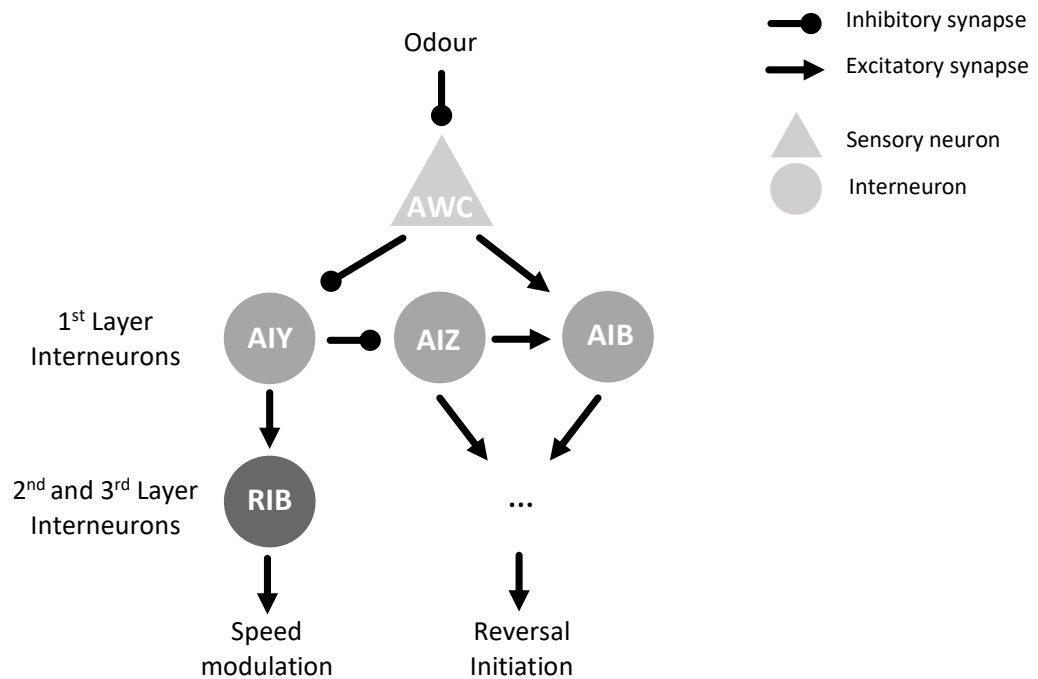 Odour
Inhibitory synapse
Excitatory synapse
Sensory neuron
Interneuron
AWC
1st Layer
Interneurons
AIY
AIZ
AIB
2nd and 3rd Layer
Interneurons
RIB
...
Speed
modulation
Reversal
Initiation